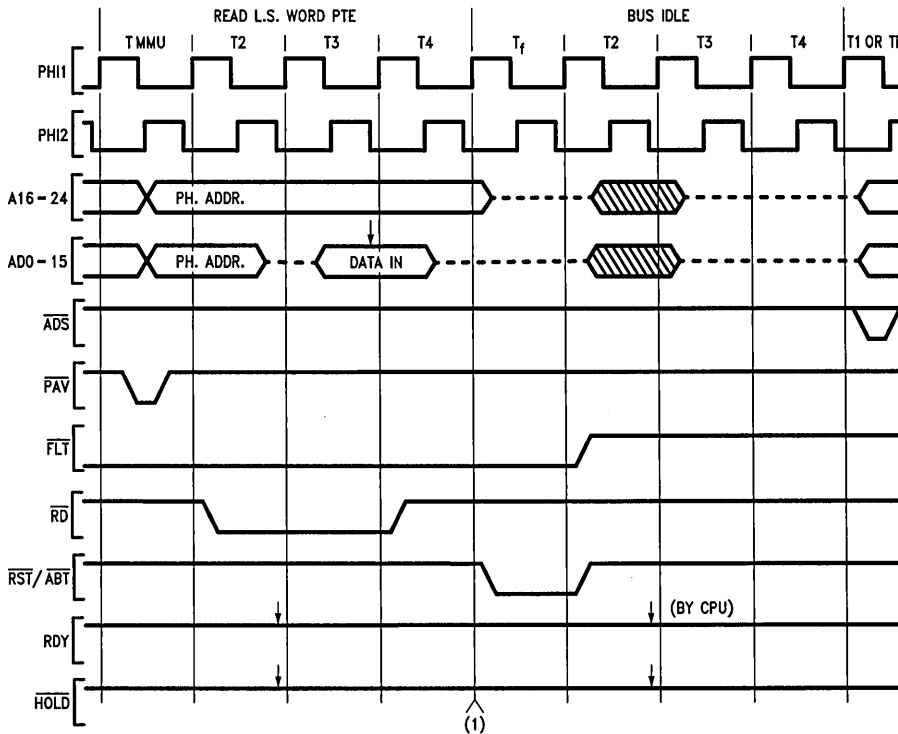 READ L.S. WORD PTE BUS IDLE
T MMU T2 T3 T4 Tf T2 T3 T4 T1 OR
PHI1
PHI2
A16-24 PH. ADDR.
AD0-15 PH. ADDR. DATA IN
ADS
PAV
FLT
RD
RST/ABT
(BY CPU)
RDY
HOLD
(1)